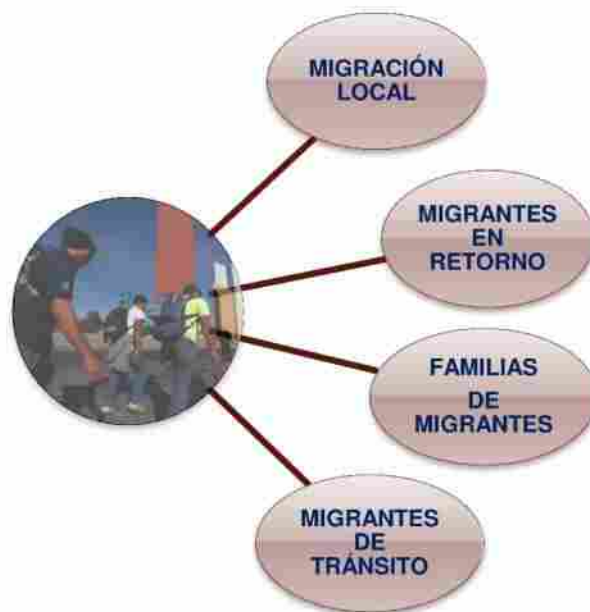 MIGRACIÓN
LOCAL
MIGRANTES
EN
RETORNO
FAMILIAS
DE
MIGRANTES
MIGRANTES
DE
TRÁNSITO